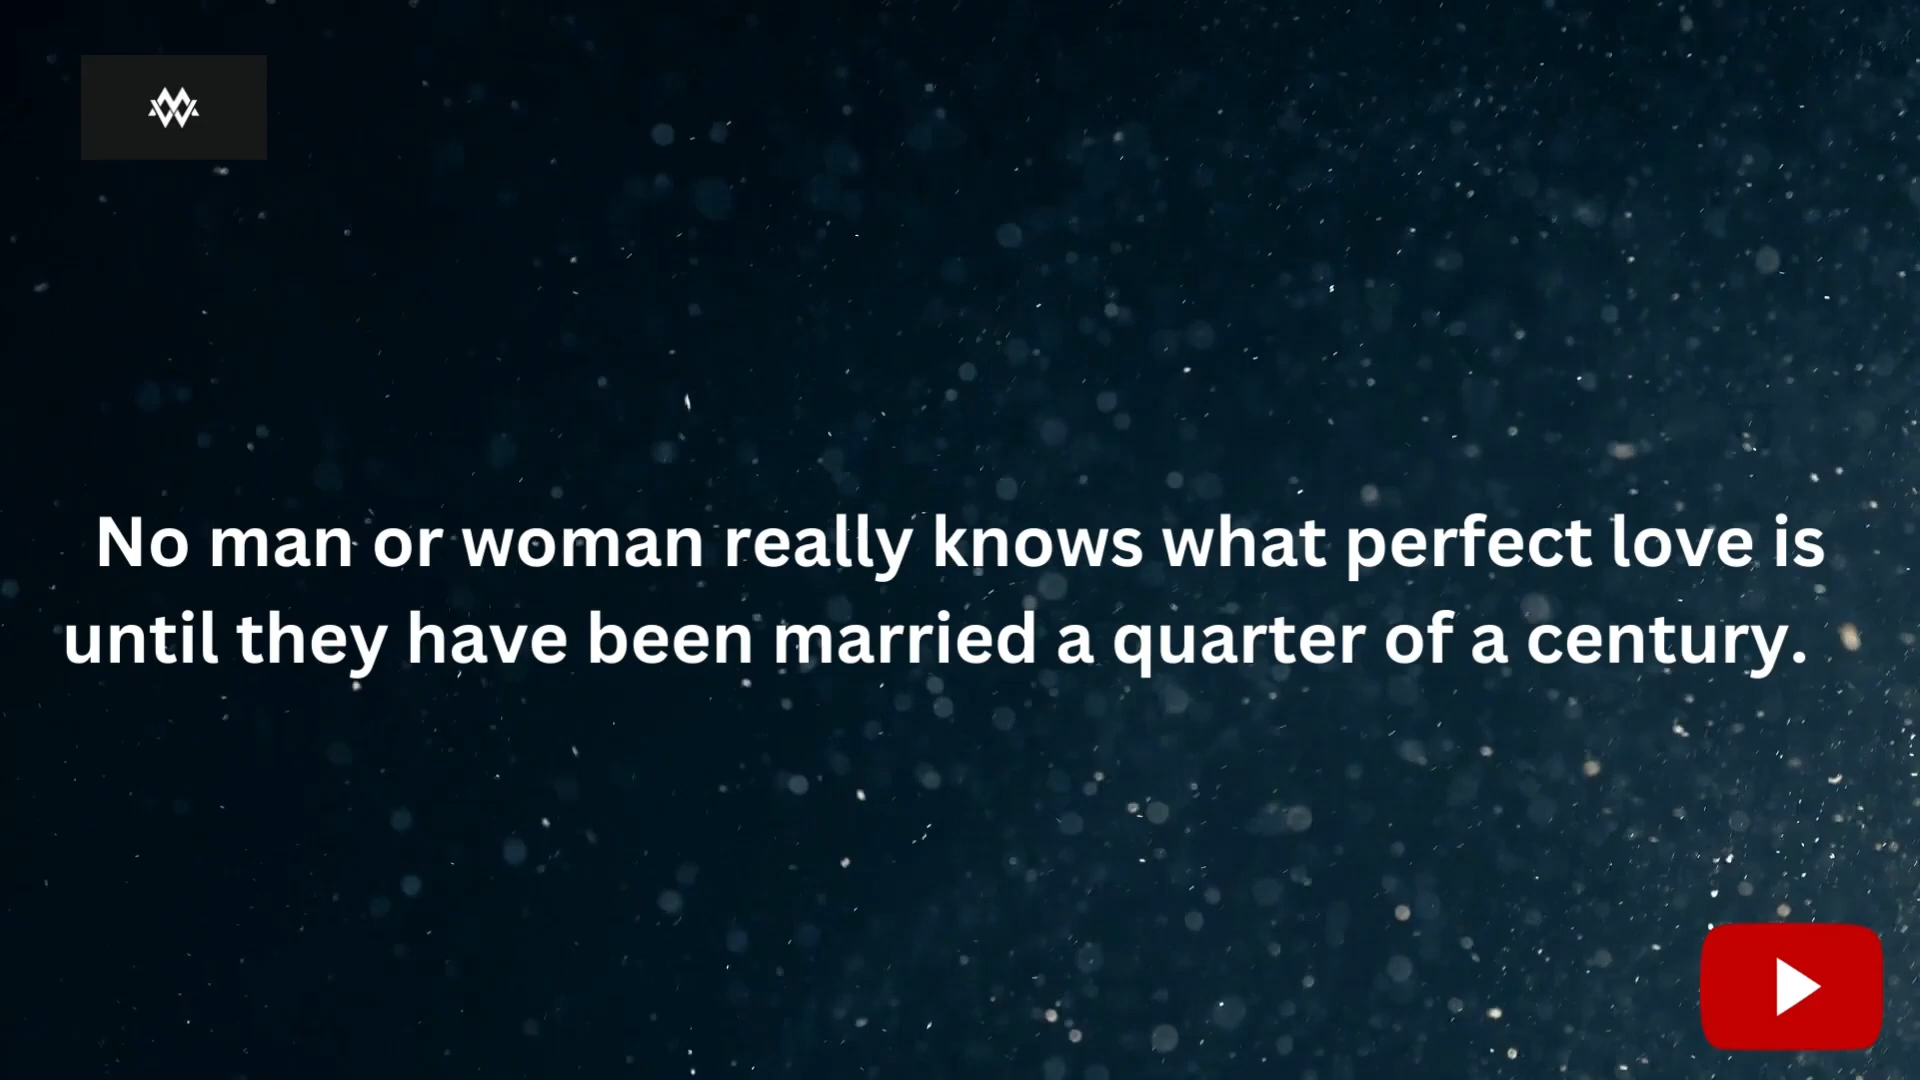 No man or woman really knows what perfect love is
until they have been married a quarter of a century.